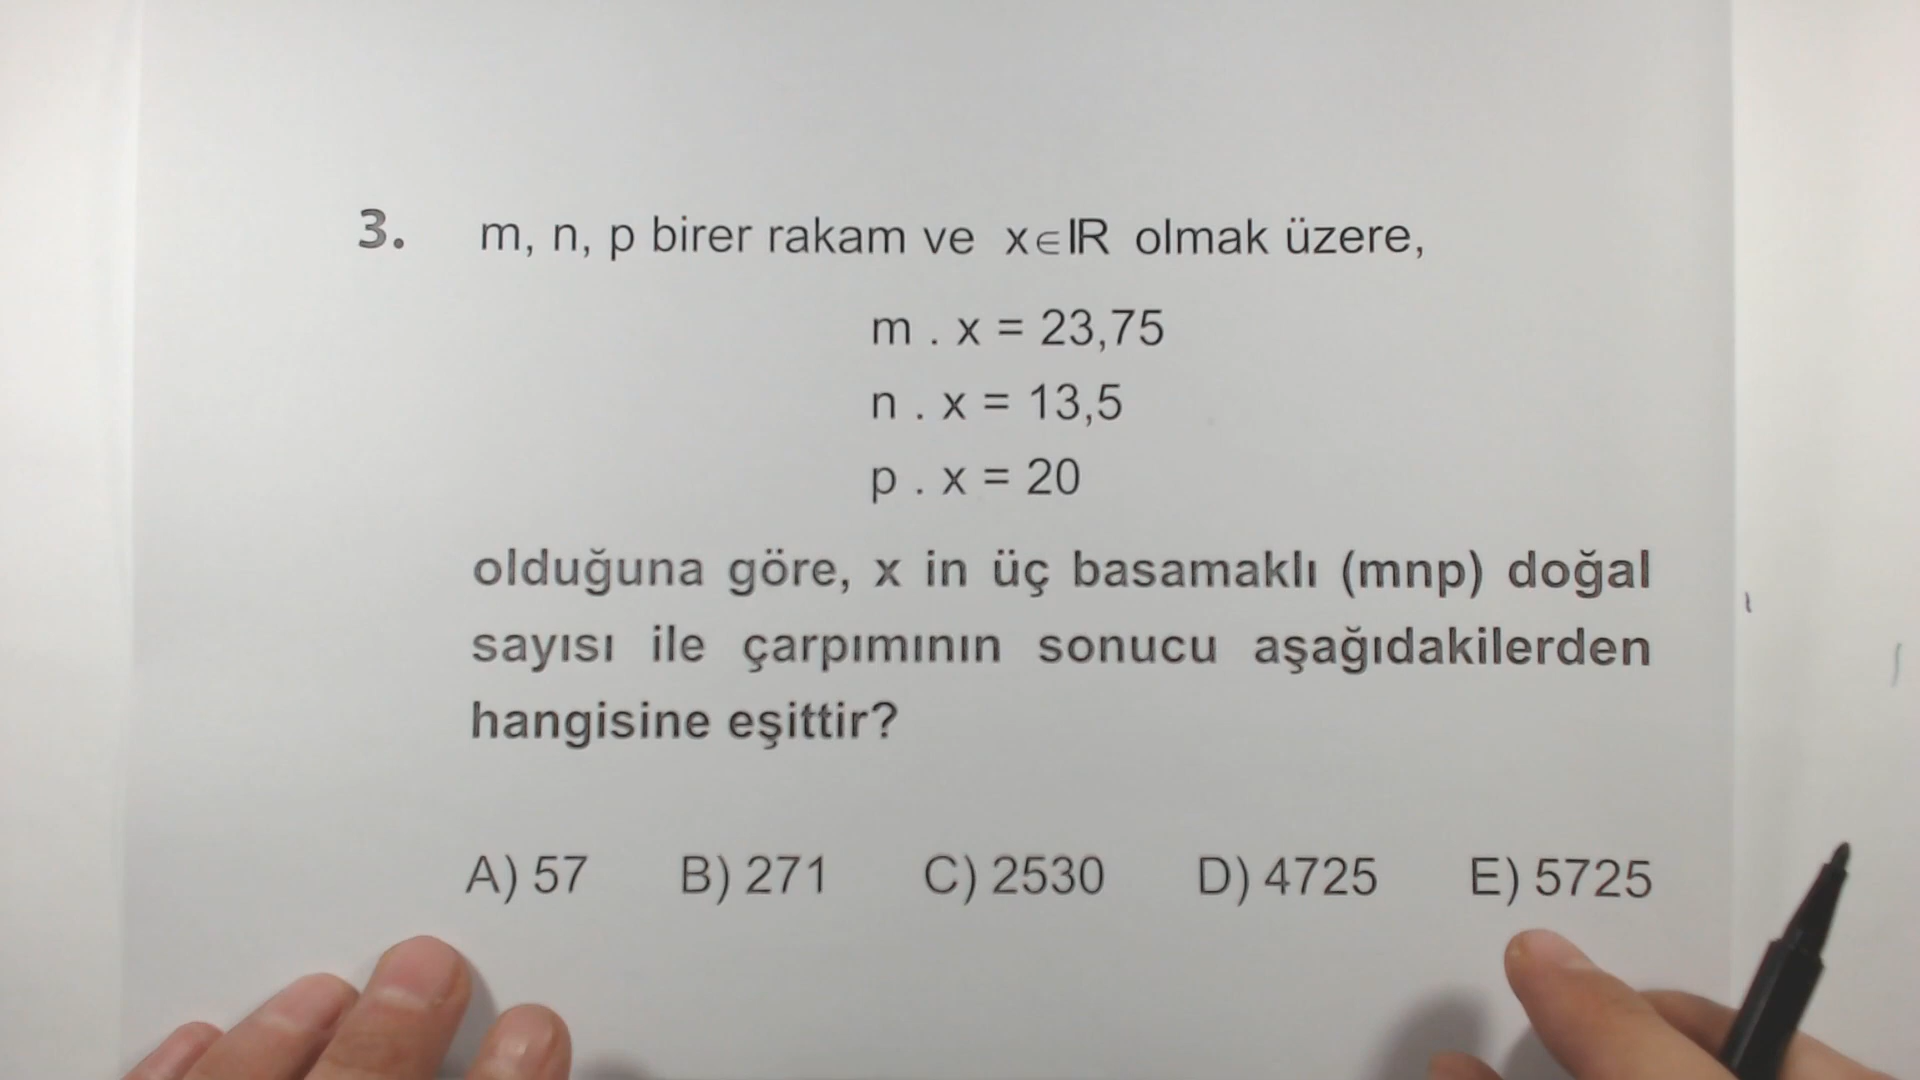 3. m, n, p birer rakam ve x∈IR olmak üzere,
m . x = 23,75
n . x = 13,5
p . x = 20
olduğuna göre, x in üç basamaklı (mnp) doğal
sayısı ile çarpımının sonucu aşağıdakilerden
hangisine eşittir?
A) 57 B) 271 C) 2530 D) 4725 E) 5725